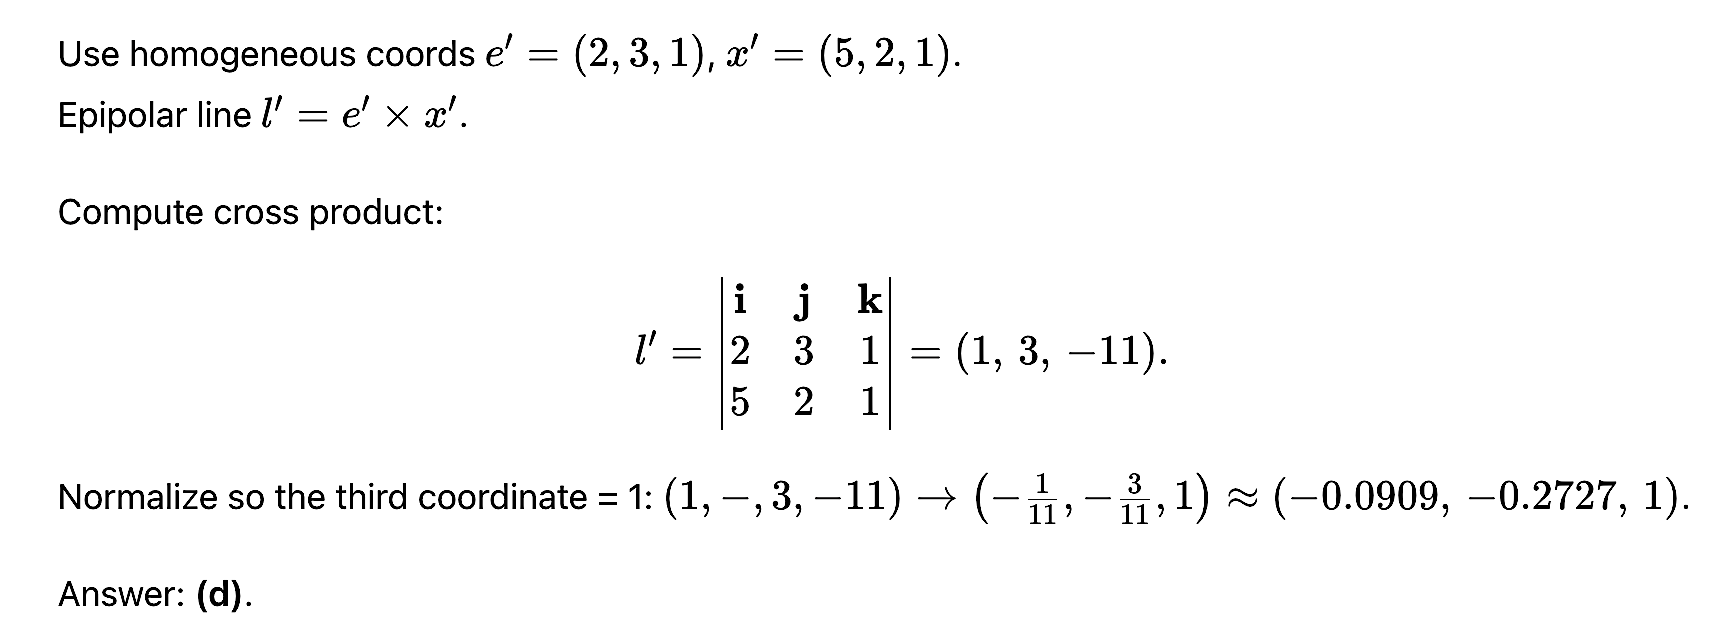 Use homogeneous coords e′ = (2, 3, 1), x′ = (5, 2, 1).
Epipolar line l′ = e′ × x′.
Compute cross product:
l′ = | i j k ; 2 3 1 ; 5 2 1 | = (1, 3, −11).
Normalize so the third coordinate = 1: (1, −, 3, −11) → (−1/11, −3/11, 1) ≈ (−0.0909, −0.2727, 1).
Answer: (d).